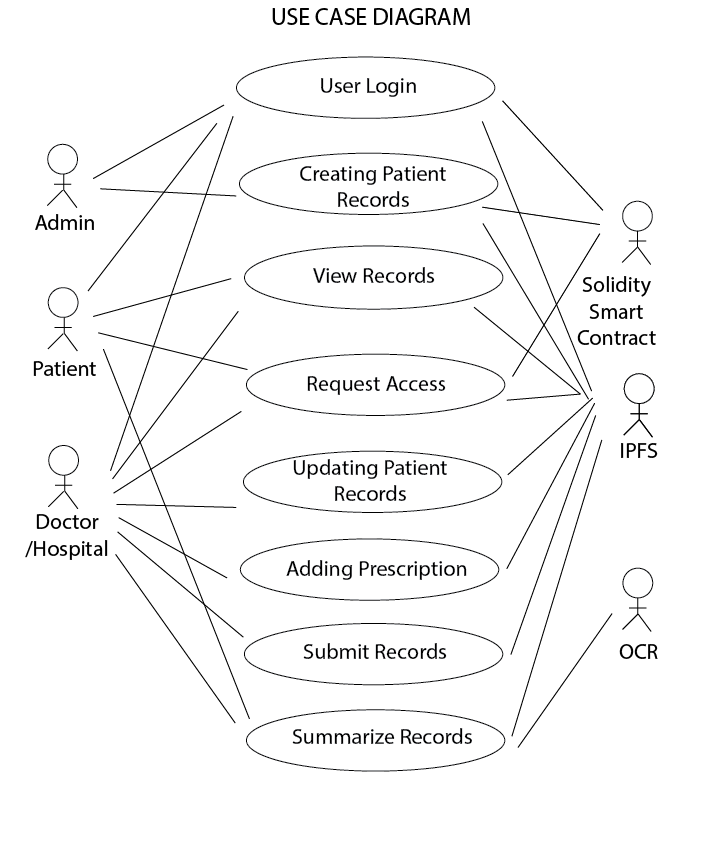 USE CASE DIAGRAM
User Login
Creating Patient
Records
Admin
View Records
Solidity
Smart
Contract
Patient
Request Access
IPFS
Updating Patient
Records
Doctor
/Hospital
Adding Prescription
Submit Records
OCR
Summarize Records